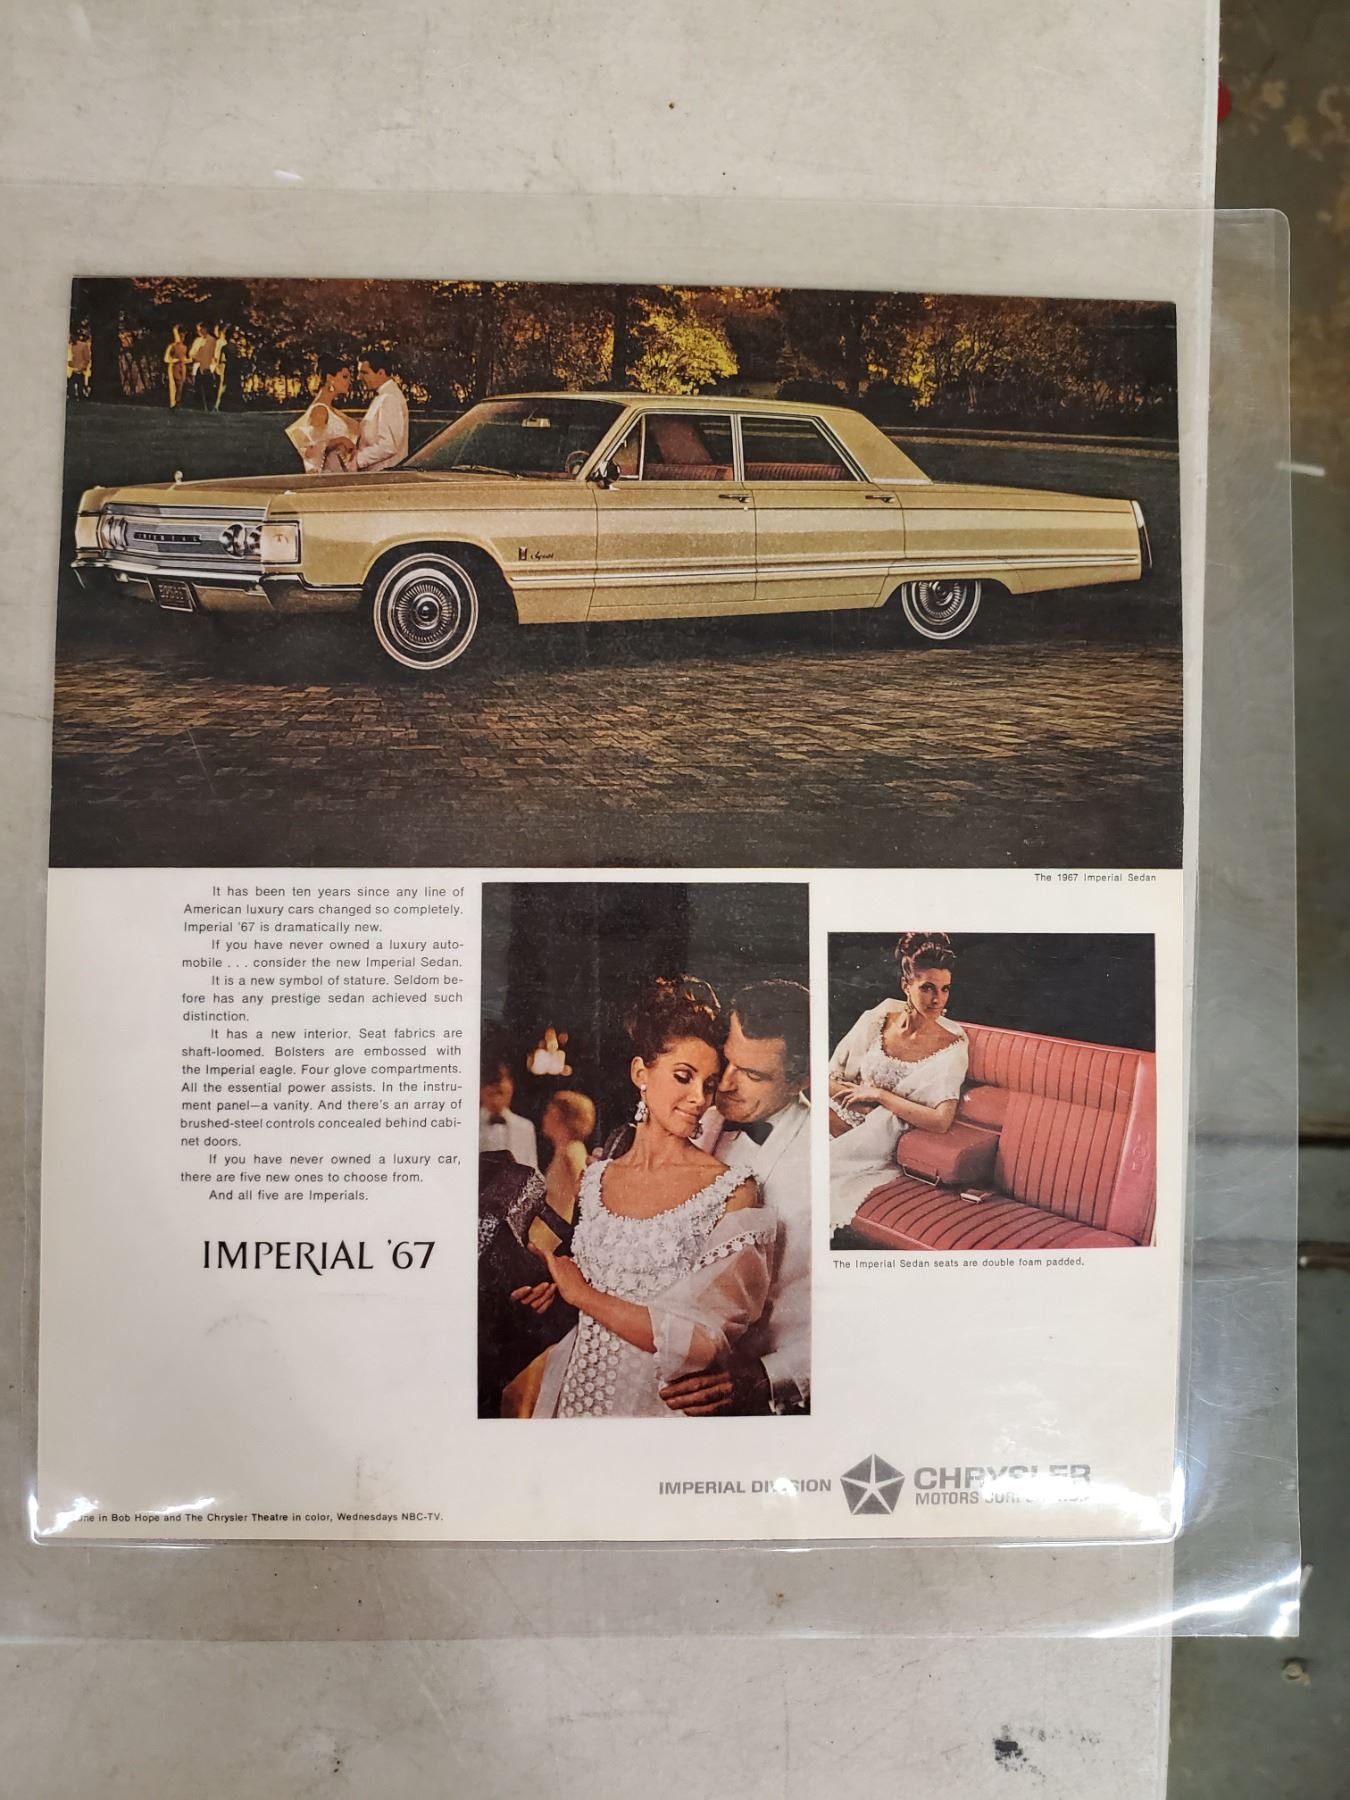 IMPERIAL
Imperial
The 1967 Imperial Sedan
It has been ten years since any line of
American luxury cars changed so completely.
Imperial '67 is dramatically new.
If you have never owned a luxury auto-
mobile . . . consider the new Imperial Sedan.
It is a new symbol of stature. Seldom be-
fore has any prestige sedan achieved such
distinction.
It has a new interior. Seat fabrics are
shaft-loomed. Bolsters are embossed with
the Imperial eagle. Four glove compartments.
All the essential power assists. In the instru-
ment panel—a vanity. And there's an array of
brushed-steel controls concealed behind cabi-
net doors.
If you have never owned a luxury car,
there are five new ones to choose from.
And all five are Imperials.
IMPERIAL '67
The Imperial Sedan seats are double foam padded.
IMPERIAL DIVISION
CHRYSLER
MOTORS CORPORATION
in Bob Hope and The Chrysler Theatre in color, Wednesdays NBC-TV.